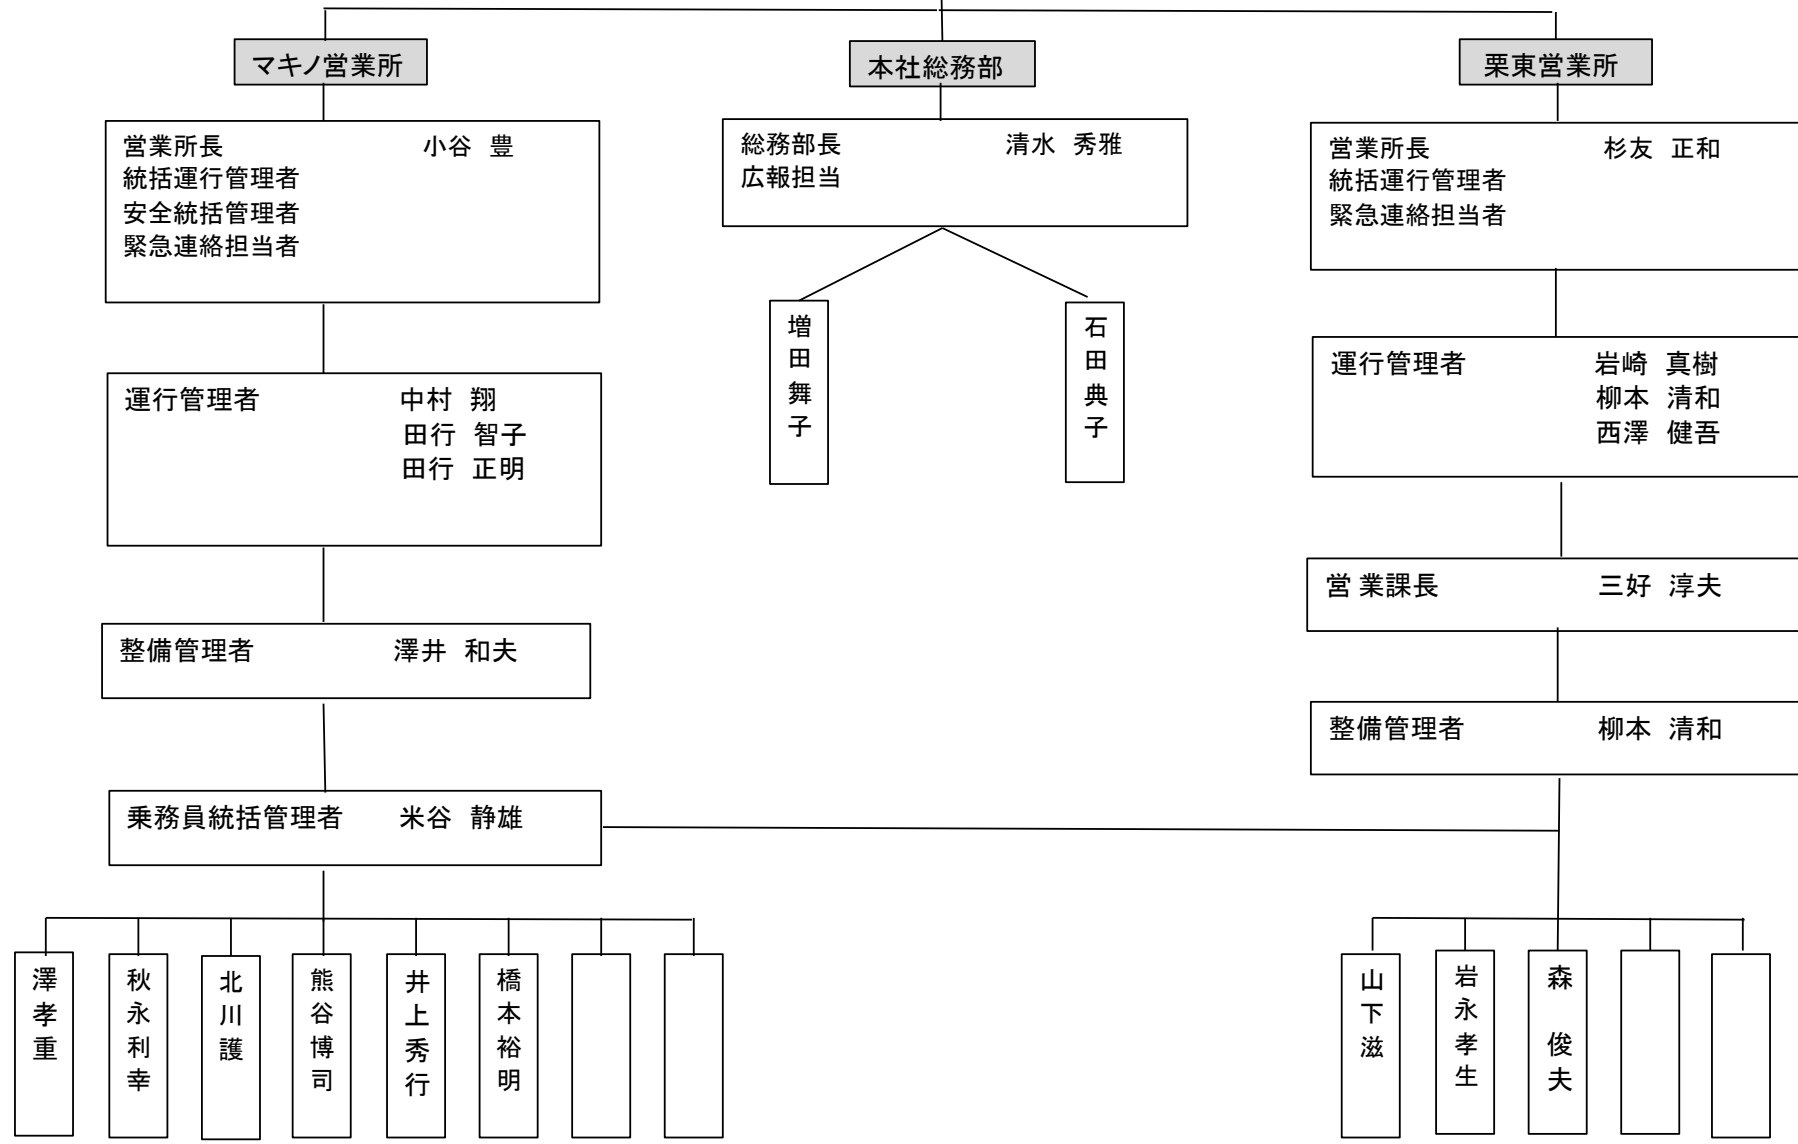 マキノ営業所
本社総務部
栗東営業所
営業所長 小谷 豊
統括運行管理者
安全統括管理者
緊急連絡担当者
総務部長 清水 秀雅
広報担当
営業所長 杉友 正和
統括運行管理者
緊急連絡担当者
増田舞子
石田典子
運行管理者 中村 翔
田行 智子
田行 正明
運行管理者 岩崎 真樹
柳本 清和
西澤 健吾
営業課長 三好 淳夫
整備管理者 澤井 和夫
整備管理者 柳本 清和
乗務員統括管理者 米谷 静雄
澤孝重
秋永利幸
北川護
熊谷博司
井上秀行
橋本裕明
山下滋
岩永孝生
森 俊夫